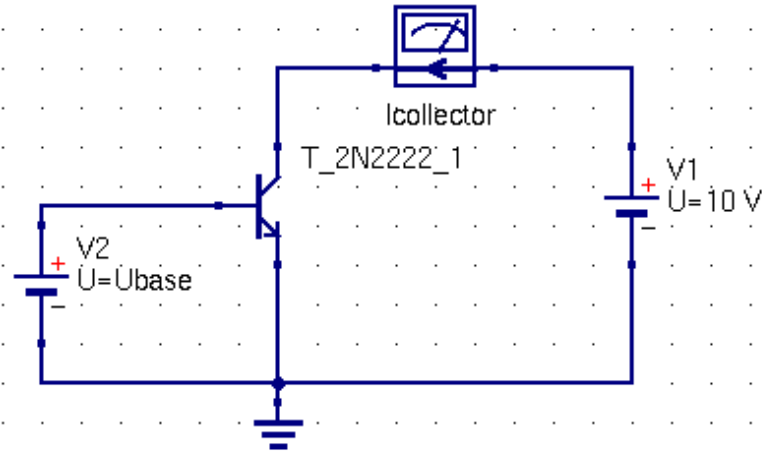 Icollector
T_2N2222_1
V1
U=10 V
V2
U=Ubase